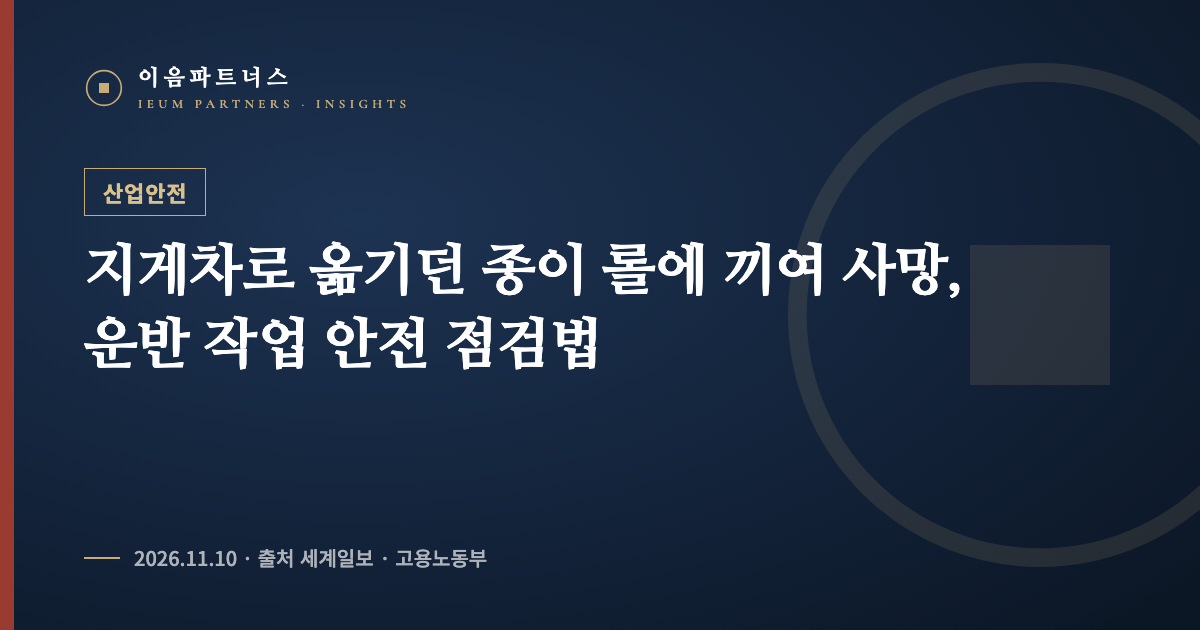 이음파트너스
IEUM PARTNERS · INSIGHTS
산업안전
지게차로 옮기던 종이 롤에 끼여 사망,
운반 작업 안전 점검법
2026.11.10 · 출처 세계일보 · 고용노동부